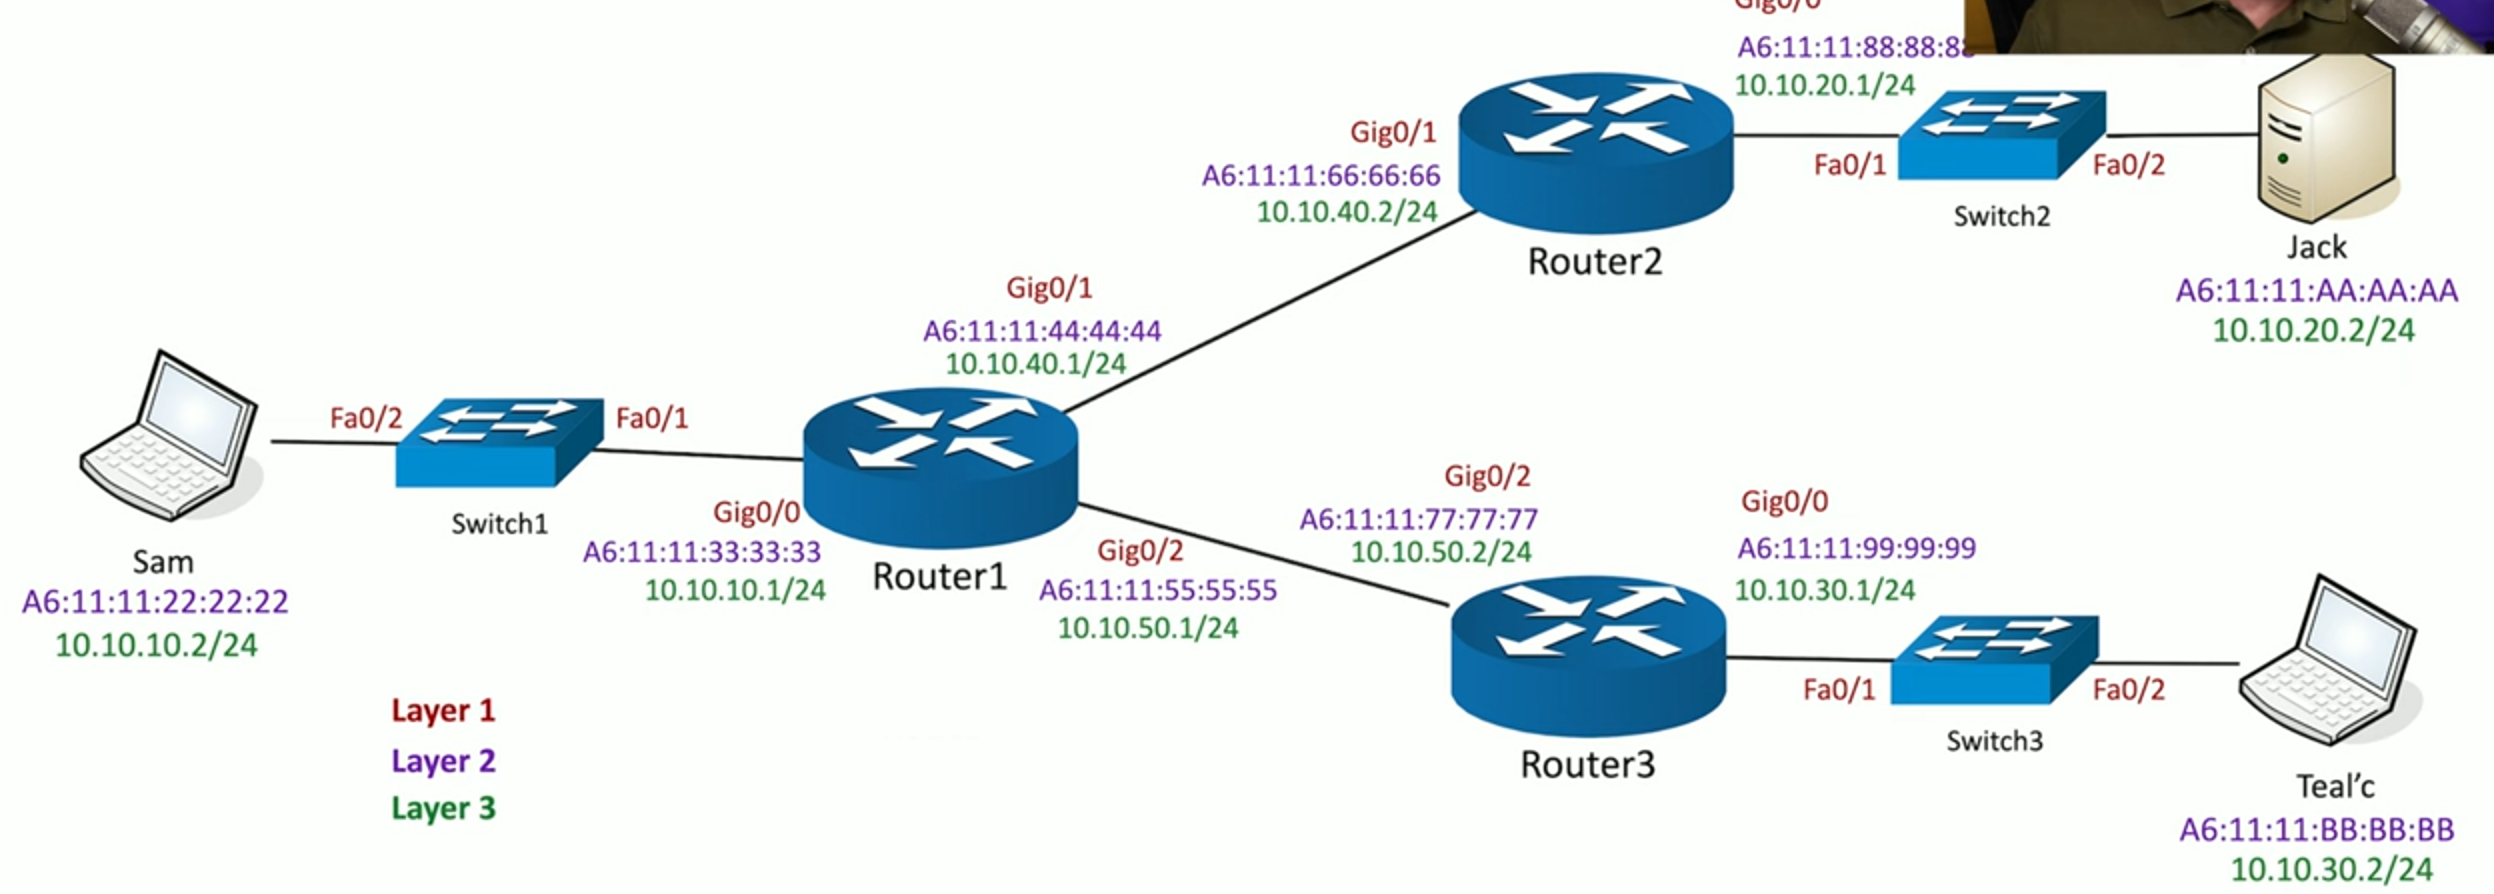 Gig0/0
A6:11:11:88:88:88
10.10.20.1/24
Gig0/1
A6:11:11:66:66:66
10.10.40.2/24
Fa0/1
Fa0/2
Switch2
Router2
Jack
A6:11:11:AA:AA:AA
10.10.20.2/24
Gig0/1
A6:11:11:44:44:44
10.10.40.1/24
Fa0/2
Fa0/1
Switch1
Sam
A6:11:11:22:22:22
10.10.10.2/24
Gig0/0
A6:11:11:33:33:33
10.10.10.1/24
Router1
Gig0/2
A6:11:11:55:55:55
10.10.50.1/24
Gig0/2
A6:11:11:77:77:77
10.10.50.2/24
Gig0/0
A6:11:11:99:99:99
10.10.30.1/24
Router3
Fa0/1
Fa0/2
Switch3
Teal’c
A6:11:11:BB:BB:BB
10.10.30.2/24
Layer 1
Layer 2
Layer 3